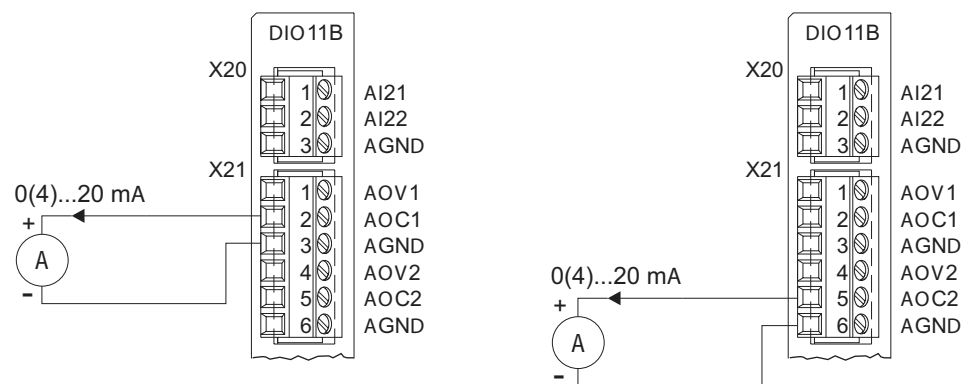 DIO11B
X20
1 AI21
2 AI22
3 AGND
X21
1 AOV1
2 AOC1
3 AGND
4 AOV2
5 AOC2
6 AGND
0(4)...20 mA
+
A
-
DIO11B
X20
1 AI21
2 AI22
3 AGND
X21
1 AOV1
2 AOC1
3 AGND
4 AOV2
5 AOC2
6 AGND
0(4)...20 mA
+
A
-